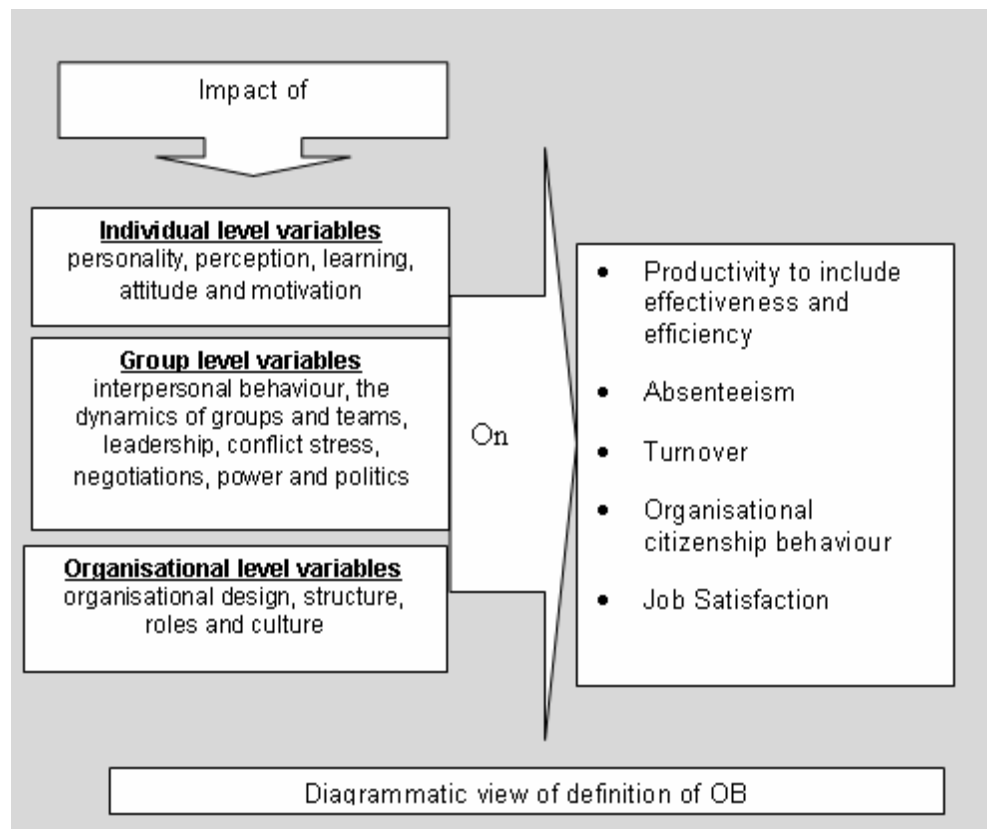 Impact of
Individual level variables
personality, perception, learning,
attitude and motivation
Group level variables
interpersonal behaviour, the
dynamics of groups and teams,
leadership, conflict stress,
negotiations, power and politics
Organisational level variables
organisational design, structure,
roles and culture
On
• Productivity to include
effectiveness and
efficiency
• Absenteeism
• Turnover
• Organisational
citizenship behaviour
• Job Satisfaction
Diagrammatic view of definition of OB